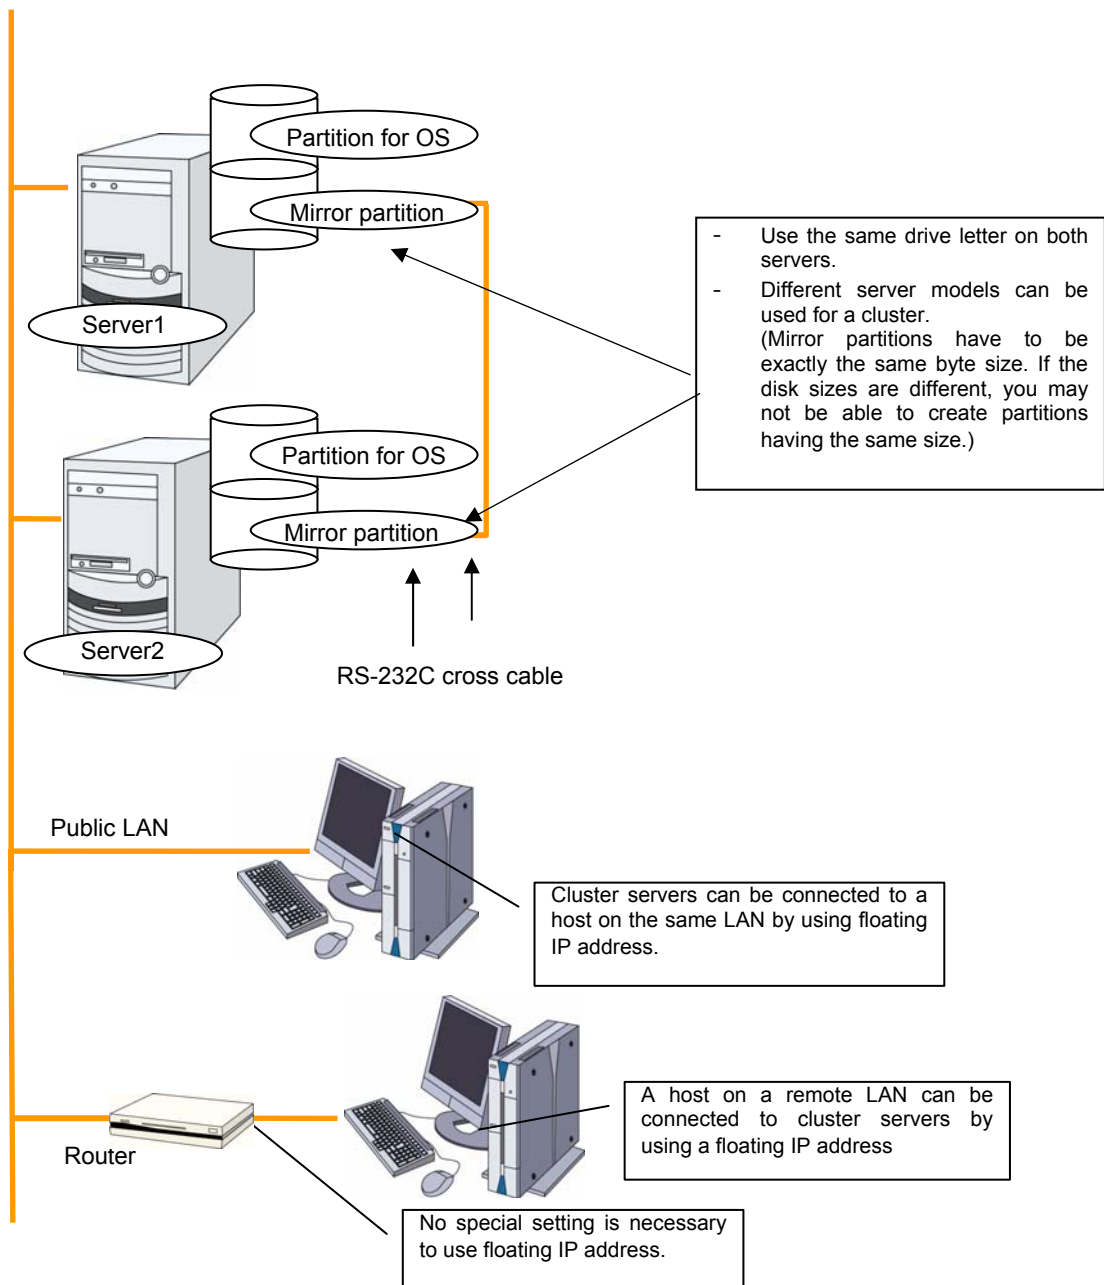 Partition for OS
Mirror partition
Server1
- Use the same drive letter on both
servers.
- Different server models can be
used for a cluster.
(Mirror partitions have to be
exactly the same byte size. If the
disk sizes are different, you may
not be able to create partitions
having the same size.)
Partition for OS
Mirror partition
Server2
RS-232C cross cable
Public LAN
Cluster servers can be connected to a
host on the same LAN by using floating
IP address.
A host on a remote LAN can be
connected to cluster servers by
using a floating IP address
Router
No special setting is necessary
to use floating IP address.